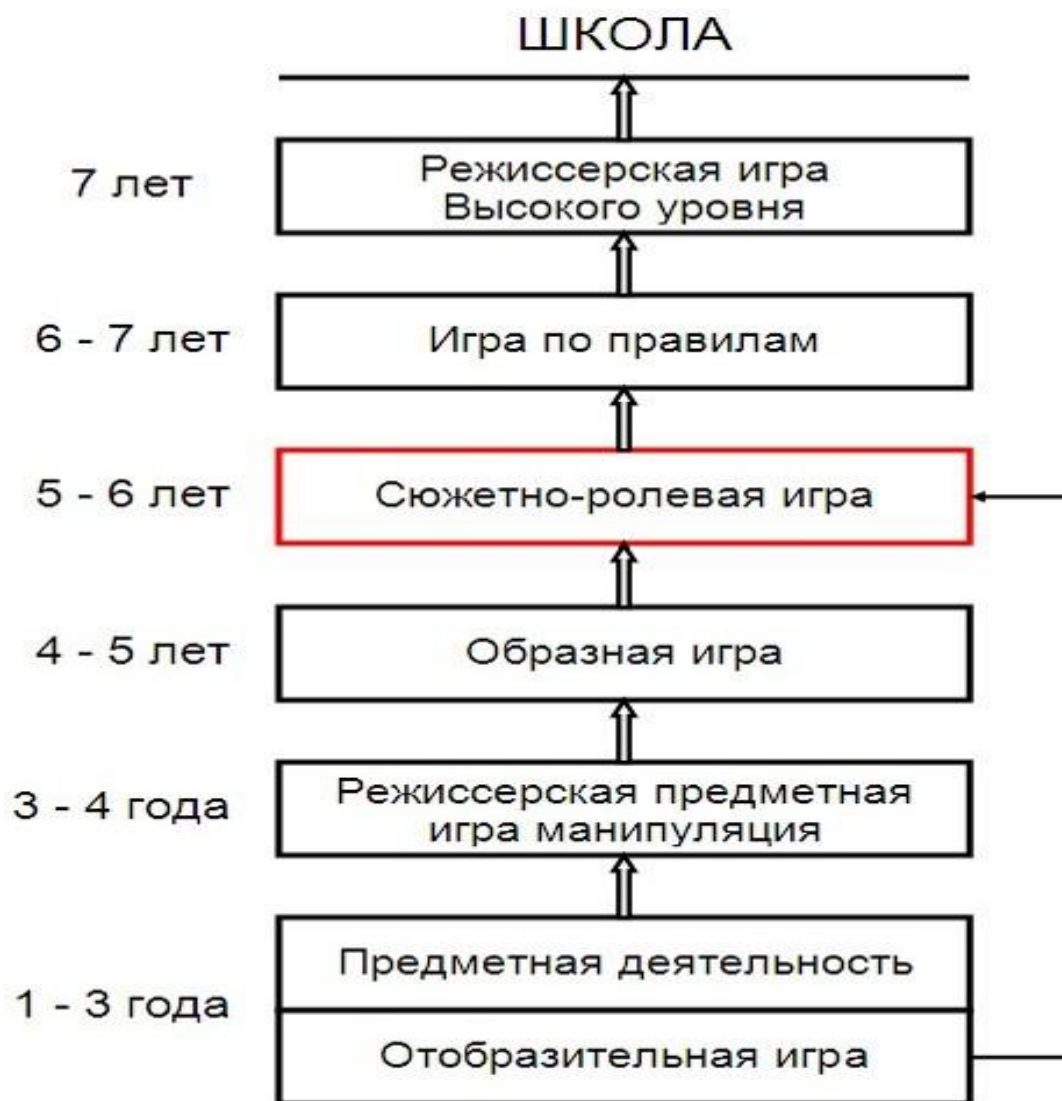 ШКОЛА
7 лет
Режиссерская игра
Высокого уровня
6 - 7 лет
Игра по правилам
5 - 6 лет
Сюжетно-ролевая игра
4 - 5 лет
Образная игра
3 - 4 года
Режиссерская предметная
игра манипуляция
1 - 3 года
Предметная деятельность
Отобразительная игра